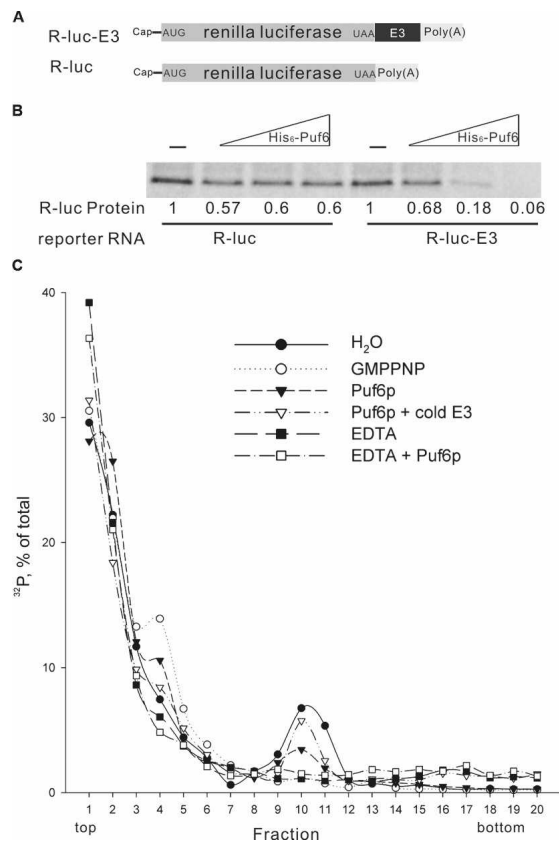 A
R-luc-E3
Cap AUG renilla luciferase UAA E3 Poly(A)
R-luc
Cap AUG renilla luciferase UAA Poly(A)
B
His₆-Puf6 His₆-Puf6
R-luc Protein 1 0.57 0.6 0.6 1 0.68 0.18 0.06
reporter RNA R-luc R-luc-E3
C
H₂O
GMPPNP
Puf6p
Puf6p + cold E3
EDTA
EDTA + Puf6p
³²P, % of total
40
30
20
10
0
1 2 3 4 5 6 7 8 9 10 11 12 13 14 15 16 17 18 19 20
top Fraction bottom